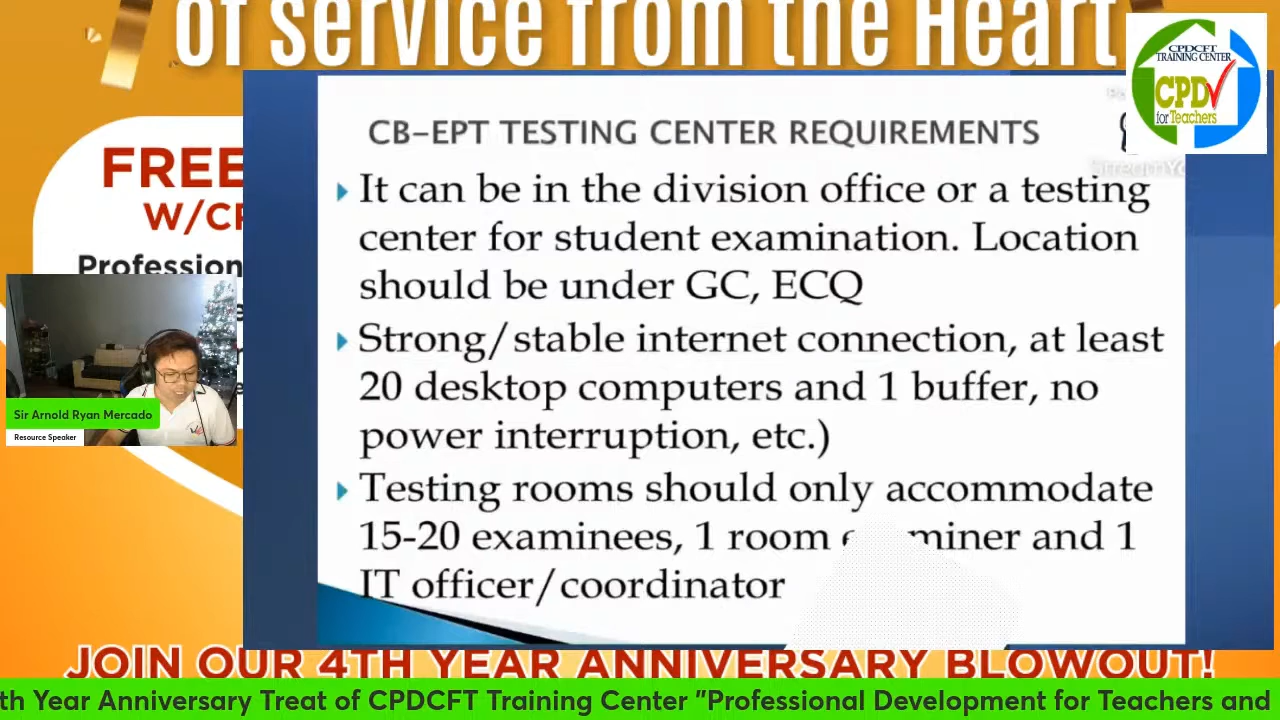 of service from the Heart
CPDCFT
TRAINING CENTER
CPD
for Teachers
FREE
Profession
CB-EPT TESTING CENTER REQUIREMENTS
It can be in the division office or a testing
center for student examination. Location
should be under GC, ECQ
Strong/stable internet connection, at least
20 desktop computers and 1 buffer, no
power interruption, etc.)
Testing rooms should only accommodate
15-20 examinees, 1 room and 1
IT officer/coordinator
Sir Arnold Ryan Mercado
Resource Speaker
JOIN OUR 4TH YEAR ANNIVERSARY BLOWOUT!
th Year Anniversary Treat of CPDCFT Training Center "Professional Development for Teachers and